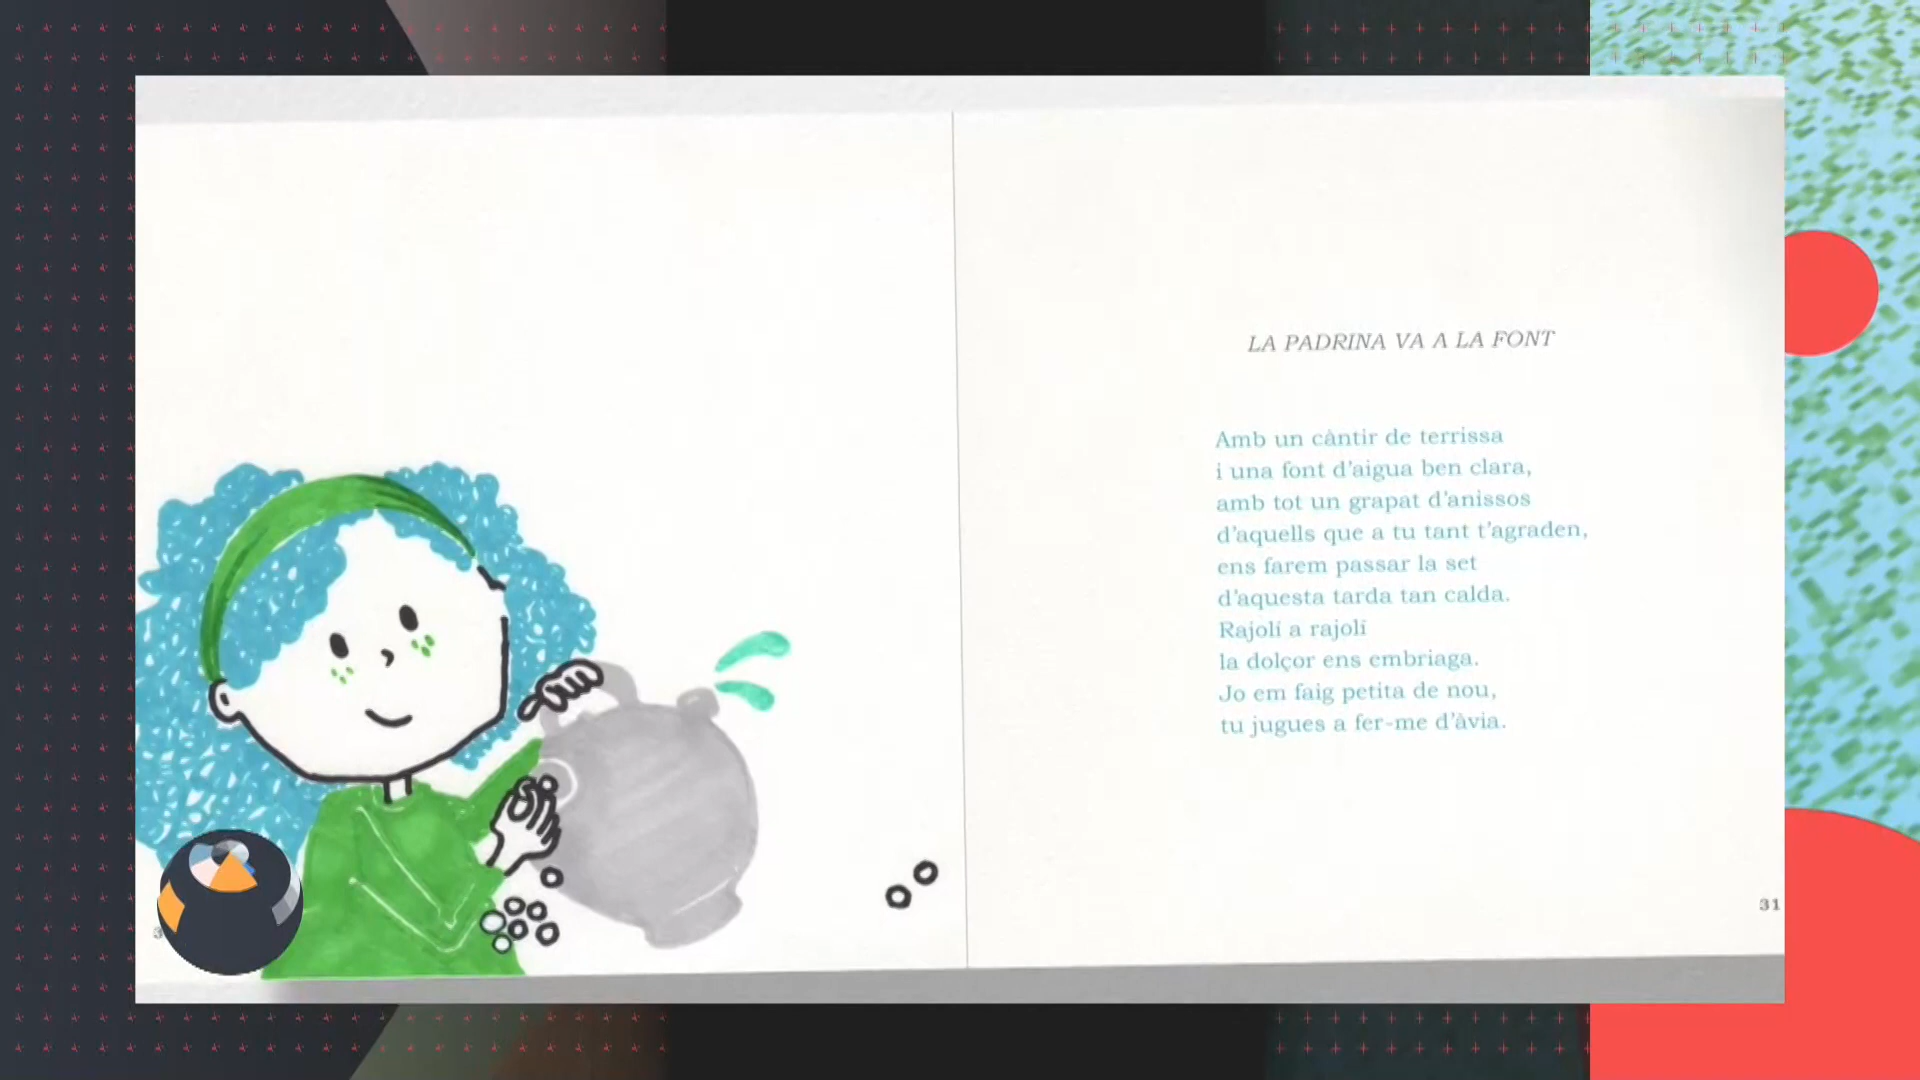 LA PADRINA VA A LA FONT
Amb un càntir de terrissa
i una font d'aigua ben clara,
amb tot un grapat d'anissos
d'aquells que a tu tant t'agraden,
ens farem passar la set
d'aquesta tarda tan calda.
Rajolí a rajolí
la dolçor ens embriaga.
Jo em faig petita de nou,
tu jugues a fer-me d'àvia.
31